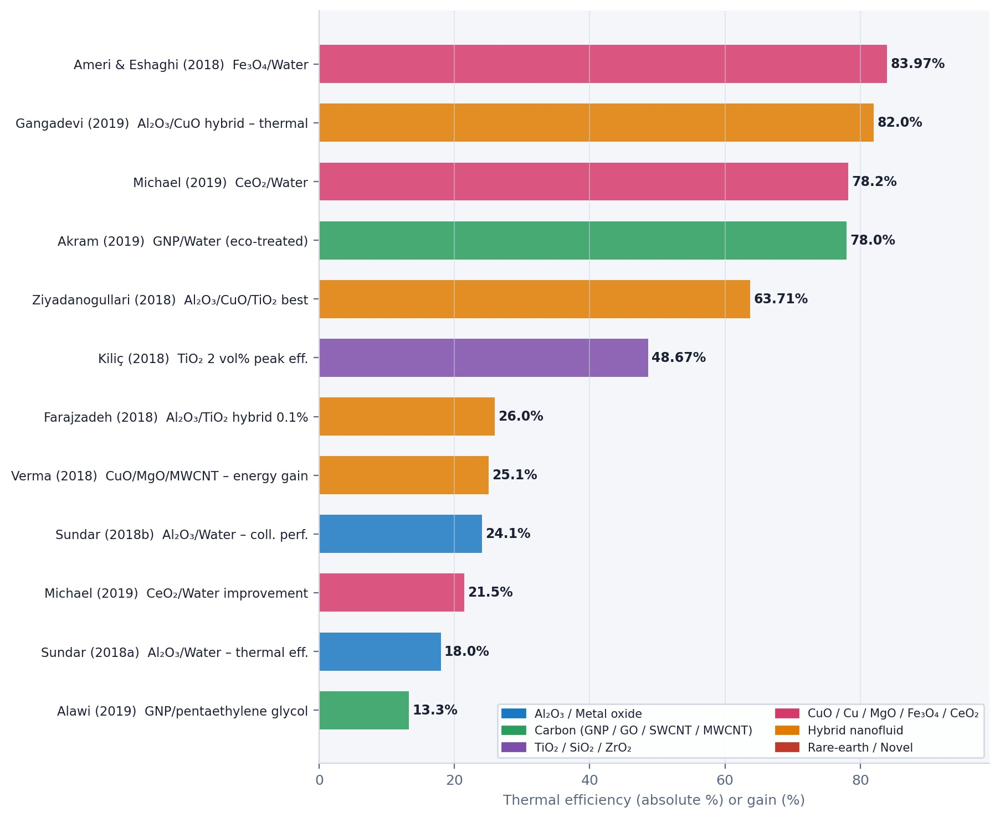 Ameri & Eshaghi (2018)  Fe₃O₄/Water
83.97%
Gangadevi (2019)  Al₂O₃/CuO hybrid – thermal
82.0%
Michael (2019)  CeO₂/Water
78.2%
Akram (2019)  GNP/Water (eco-treated)
78.0%
Ziyadanogullari (2018)  Al₂O₃/CuO/TiO₂ best
63.71%
Kiliç (2018)  TiO₂ 2 vol% peak eff.
48.67%
Farajzadeh (2018)  Al₂O₃/TiO₂ hybrid 0.1%
26.0%
Verma (2018)  CuO/MgO/MWCNT – energy gain
25.1%
Sundar (2018b)  Al₂O₃/Water – coll. perf.
24.1%
Michael (2019)  CeO₂/Water improvement
21.5%
Sundar (2018a)  Al₂O₃/Water – thermal eff.
18.0%
Alawi (2019)  GNP/pentaethylene glycol
13.3%
Al₂O₃ / Metal oxide
Carbon (GNP / GO / SWCNT / MWCNT)
TiO₂ / SiO₂ / ZrO₂
CuO / Cu / MgO / Fe₃O₄ / CeO₂
Hybrid nanofluid
Rare-earth / Novel
0 20 40 60 80
Thermal efficiency (absolute %) or gain (%)